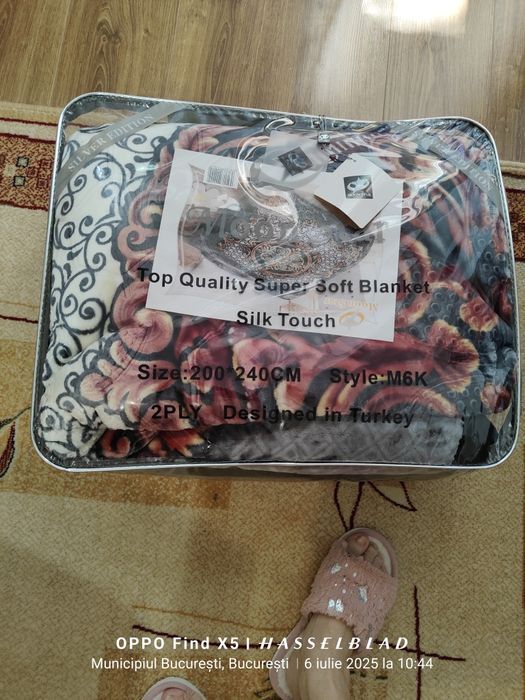 SILVER EDITION
Top Quality Super Soft Blanket
Silk Touch
Size:200*240CM Style:M6K
2PLY Designed in Turkey
OPPO Find X5 | HASSELBLAD
Municipiul București, București | 6 iulie 2025 la 10:44